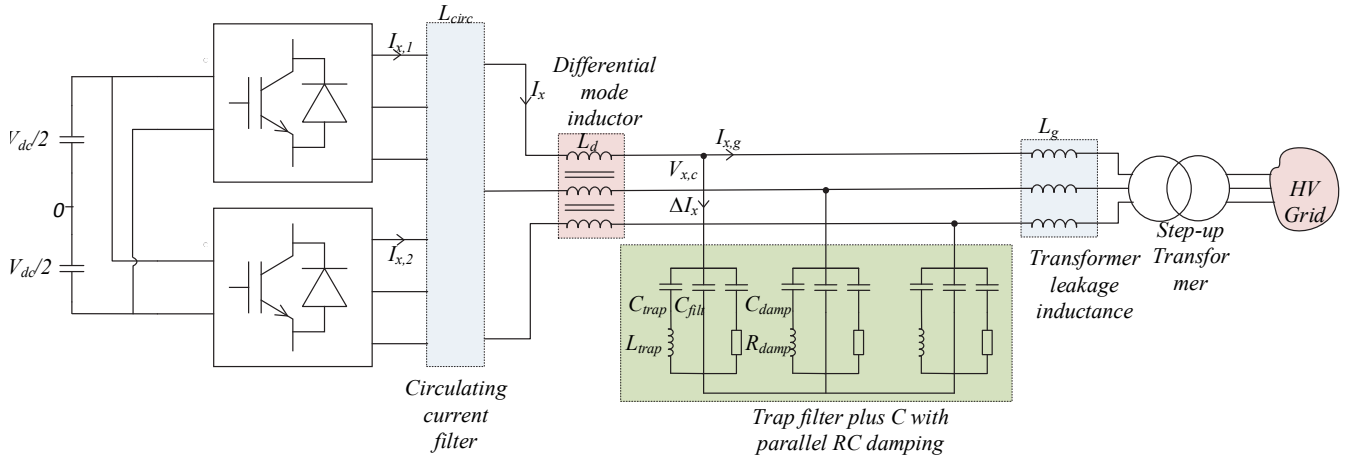 L_circ
I_x,1
Differential
mode
inductor
I_x
L_d
I_x,g
L_g
V_dc/2
V_x,c
ΔI_x
HV
Grid
0
Step-up
Transfor
mer
I_x,2
V_dc/2
Transformer
leakage
inductance
C_trap C_filt C_damp
L_trap R_damp
Circulating
current
filter
Trap filter plus C with
parallel RC damping